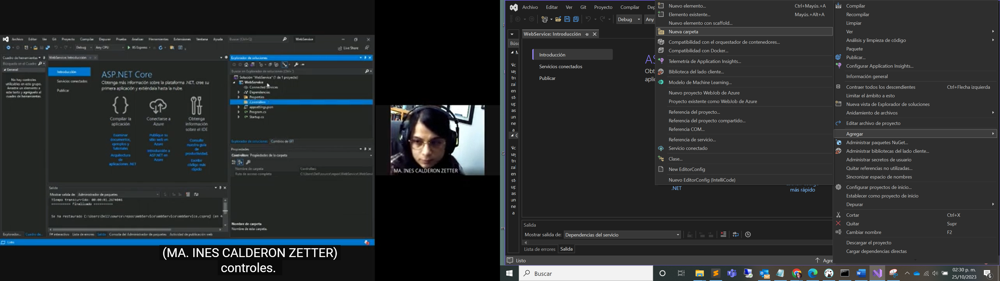 Archivo Editar Ver Git Proyecto Compilar Depurar Prueba Analizar Herramientas Extensiones Ventana Ayuda Buscar (Ctrl+Q) WebService
Debug Any CPU IIS Express Live Share
Cuadro de herramientas
WebService: Introducción
Explorador de soluciones
Búsqueda en el Cuadro
General
No hay controles
utilizables en este grupo.
Arrastre un elemento a
este texto y agréguelo al
cuadro de herramientas.
Introducción
Servicios conectados
Publicar
ASP.NET Core
Obtenga más información sobre la plataforma .NET, cree su
primera aplicación y extiéndala hasta la nube.
Compilar la
aplicación
Conectarse a
Azure
Obtenga
información
sobre el IDE
Examinar
documentos,
ejemplos y
tutoriales
Arquitectura
de
aplicaciones .NET
Publique su
sitio web en
Azure
Introducción a
ASP.NET en
Azure
Consulte
nuestra guía
de
productividad.
Escribir
código más
rápido
Buscar en Explorador de soluciones (Ctrl+´)
Solución "WebService" (1 de 1 proyecto)
WebService
Connected Services
Dependencias
Properties
Controllers
appsettings.json
Program.cs
Startup.cs
Explorador de soluciones Cambios de GIT
Propiedades
Controllers Propiedades de la carpeta
Nombre de carpeta Controllers
Ruta de acceso completa C:\Users\Dell\source\repos\WebService\WebServi
Nombre de carpeta
Nombre de esta carpeta.
Salida
Mostrar salida de: Administrador de paquetes
========== Finalizado ==========
Se ha restaurado C:\Users\Dell\source\repos\WebService\WebService\WebService.csproj (en
Explorador... Cuadro de... F# interactivo Lista de errores Salida Consola del Administrador de paquetes Actividad de publicación web
Listo
MA. INES CALDERON ZETTER
(MA. INES CALDERON ZETTER)
controles.
Archivo Editar Ver Git Proyecto Compilar Dep
Debug Any
WebService: Introducción
Búsc
Introducción
Servicios conectados
Publicar
AS
Obt
aplic
.NET
más rápido
Salida
Mostrar salida de: Dependencias del servicio
Lista de errores Salida
Listo
Agre
Nuevo elemento... Ctrl+Mayús.+A
Elemento existente... Mayús.+Alt+A
Nuevo elemento con scaffold...
Nueva carpeta
Compatibilidad con el orquestador de contenedores...
Compatibilidad con Docker...
Telemetría de Application Insights...
Biblioteca del lado cliente...
Modelo de Machine Learning...
Nuevo proyecto WebJob de Azure
Proyecto existente como WebJob de Azure
Referencia del proyecto...
Referencia del proyecto compartido...
Referencia COM...
Referencia de servicio...
Servicio conectado
Clase...
New EditorConfig
Nuevo EditorConfig (IntelliCode)
Compilar
Recompilar
Limpiar
Ver
Análisis y limpieza de código
Paquete
Publicar...
Configurar Application Insights...
Información general
Contraer todos los descendientes Ctrl+Flecha izquierda
Limitar el ámbito a esto
Nueva vista de Explorador de soluciones
Anidamiento de archivos
Editar archivo de proyecto
Agregar
Administrar paquetes NuGet...
Administrar bibliotecas del lado cliente...
Administrar secretos de usuario
Quitar referencias no utilizadas...
Sincronizar espacio de nombres
Configurar proyectos de inicio...
Establecer como proyecto de inicio
Depurar
Cortar Ctrl+X
Quitar Supr
Cambiar nombre F2
Descargar el proyecto
Cargar dependencias directas
Buscar
02:30 p. m.
25/10/2023
6